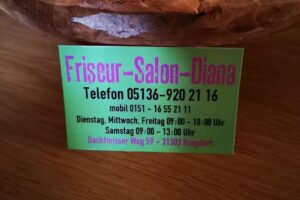 Friseur-Salon-Diana
Telefon 05136-920 21 16
mobil 0151 - 16 55 21 11
Dienstag, Mittwoch, Freitag 09:00 - 18:00 Uhr
Samstag 09:00 - 13:00 Uhr
Dachtmisser Weg 59 - 31303 Burgdorf